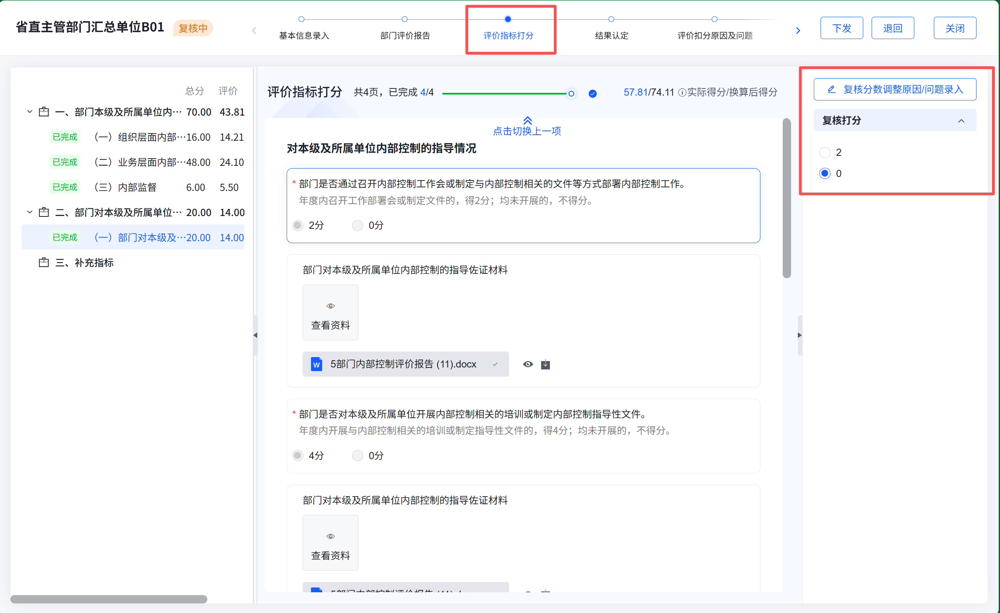 省直主管部门汇总单位B01 复核中
基本信息录入 部门评价报告 评价指标打分 结果认定 评价扣分原因及问题
下发 退回 关闭
总分 评价
一、部门本级及所属单位内… 70.00 43.81
已完成 （一）组织层面内部…16.00 14.21
已完成 （二）业务层面内部…48.00 24.10
已完成 （三）内部监督 6.00 5.50
二、部门对本级及所属单位… 20.00 14.00
已完成 （一）部门对本级及…20.00 14.00
三、补充指标
评价指标打分 共4页，已完成 4/4 57.81/74.11 实际得分/换算后得分
点击切换上一项
对本级及所属单位内部控制的指导情况
* 部门是否通过召开内部控制工作会或制定与内部控制相关的文件等方式部署内部控制工作。
年度内召开工作部署会或制定文件的，得2分；均未开展的，不得分。
2分 0分
部门对本级及所属单位内部控制的指导佐证材料
查看资料
W 5部门内部控制评价报告 (11).docx
* 部门是否对本级及所属单位开展内部控制相关的培训或制定内部控制指导性文件。
年度内开展与内部控制相关的培训或制定指导性文件的，得4分；均未开展的，不得分。
4分 0分
部门对本级及所属单位内部控制的指导佐证材料
查看资料
复核分数调整原因/问题录入
复核打分
2
0